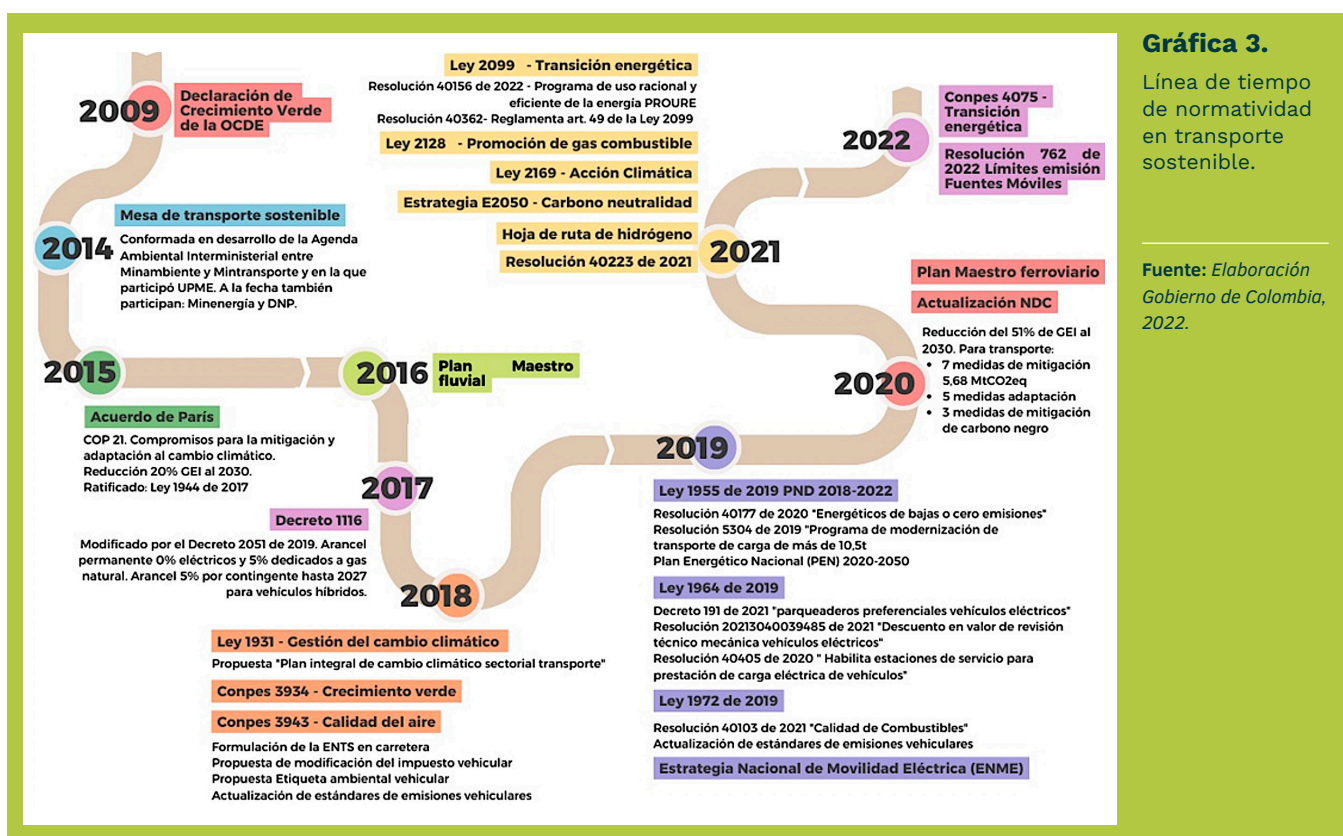 Gráfica 3.
Línea de tiempo
de normatividad
en transporte
sostenible.
Fuente: Elaboración
Gobierno de Colombia,
2022.
2009
Declaración de
Crecimiento Verde
de la OCDE
2014
Mesa de transporte sostenible
Conformada en desarrollo de la Agenda
Ambiental Interministerial entre
Minambiente y Mintransporte y en la que
participó UPME. A la fecha también
participan: Minenergía y DNP.
2015
Acuerdo de París
COP 21. Compromisos para la mitigación y
adaptación al cambio climático.
Reducción 20% GEI al 2030.
Ratificado: Ley 1944 de 2017
2016
Plan Maestro
fluvial
2017
Decreto 1116
Modificado por el Decreto 2051 de 2019. Arancel
permanente 0% eléctricos y 5% dedicados a gas
natural. Arancel 5% por contingente hasta 2027
para vehículos híbridos.
2018
Ley 1931 - Gestión del cambio climático
Propuesta "Plan integral de cambio climático sectorial transporte"
Conpes 3934 - Crecimiento verde
Conpes 3943 - Calidad del aire
Formulación de la ENTS en carretera
Propuesta de modificación del impuesto vehicular
Propuesta Etiqueta ambiental vehicular
Actualización de estándares de emisiones vehiculares
2019
Ley 1955 de 2019 PND 2018-2022
Resolución 40177 de 2020 "Energéticos de bajas o cero emisiones"
Resolución 5304 de 2019 "Programa de modernización de
transporte de carga de más de 10,5t
Plan Energético Nacional (PEN) 2020-2050
Ley 1964 de 2019
Decreto 191 de 2021 "parqueaderos preferenciales vehículos eléctricos"
Resolución 20213040039485 de 2021 "Descuento en valor de revisión
técnico mecánica vehículos eléctricos"
Resolución 40405 de 2020 " Habilita estaciones de servicio para
prestación de carga eléctrica de vehículos"
Ley 1972 de 2019
Resolución 40103 de 2021 "Calidad de Combustibles"
Actualización de estándares de emisiones vehiculares
Estrategia Nacional de Movilidad Eléctrica (ENME)
2020
Plan Maestro ferroviario
Actualización NDC
Reducción del 51% de GEI al
2030. Para transporte:
• 7 medidas de mitigación
5,68 MtCO2eq
• 5 medidas adaptación
• 3 medidas de mitigación
de carbono negro
2021
Ley 2099 - Transición energética
Resolución 40156 de 2022 - Programa de uso racional y
eficiente de la energía PROURE
Resolución 40362- Reglamenta art. 49 de la Ley 2099
Ley 2128 - Promoción de gas combustible
Ley 2169 - Acción Climática
Estrategia E2050 - Carbono neutralidad
Hoja de ruta de hidrógeno
Resolución 40223 de 2021
2022
Conpes 4075 -
Transición
energética
Resolución 762 de
2022 Límites emisión
Fuentes Móviles